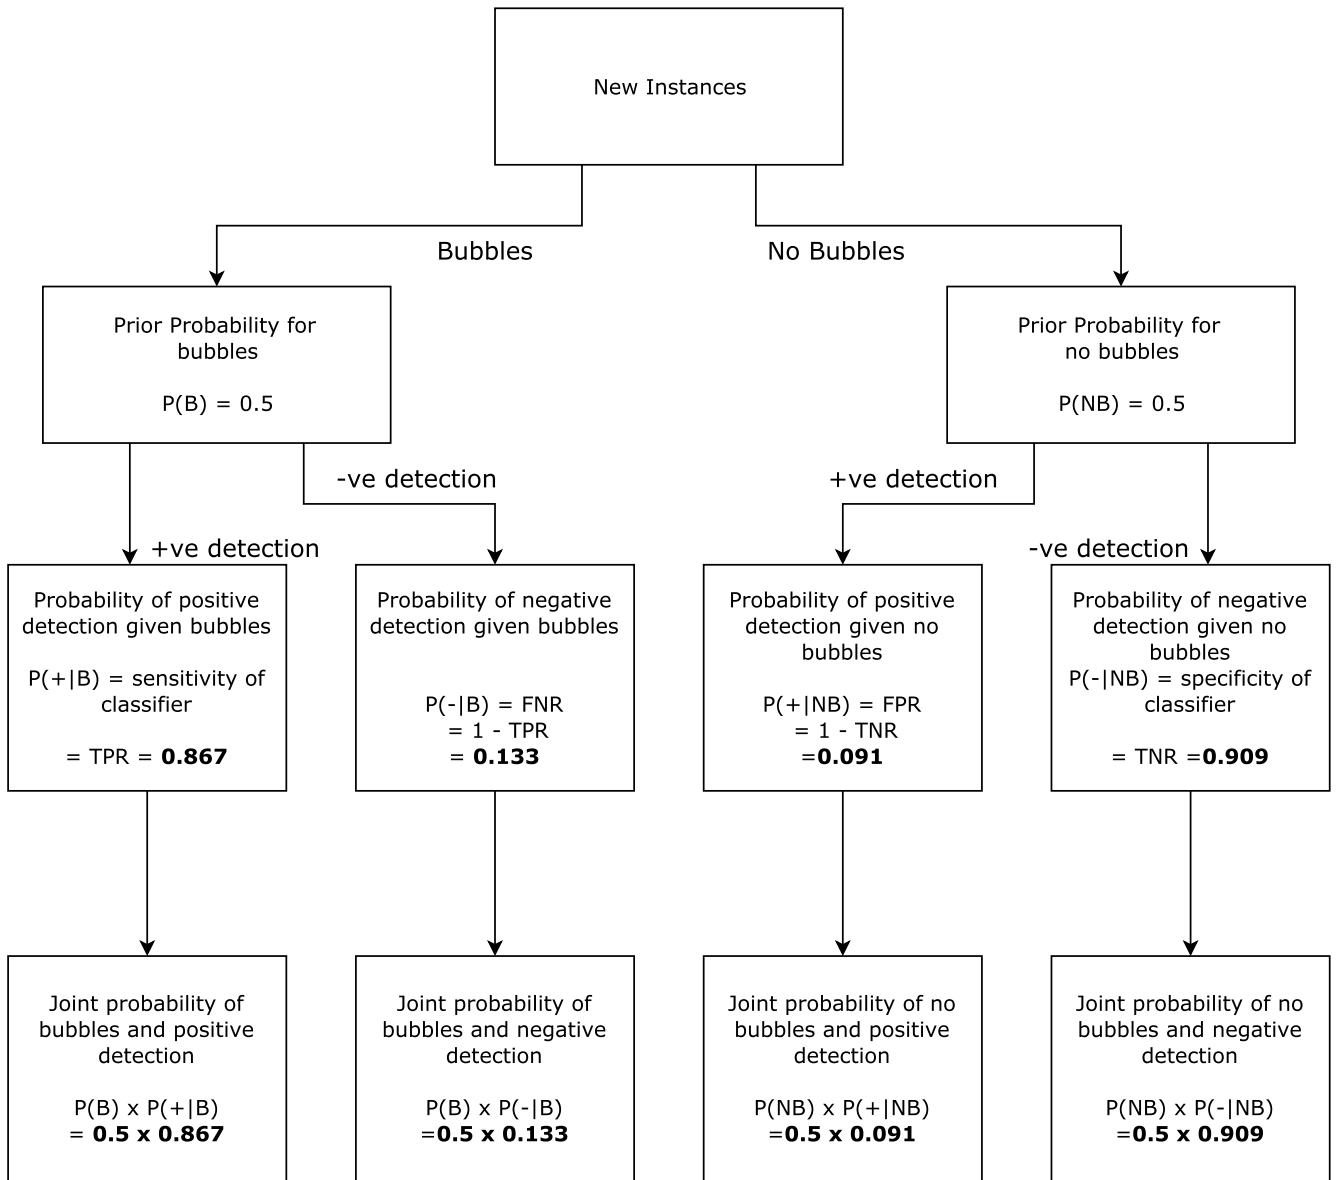 New Instances
Bubbles
No Bubbles
Prior Probability for
bubbles
P(B) = 0.5
Prior Probability for
no bubbles
P(NB) = 0.5
-ve detection
+ve detection
+ve detection
-ve detection
Probability of positive
detection given bubbles
P(+|B) = sensitivity of
classifier
= TPR = 0.867
Probability of negative
detection given bubbles
P(-|B) = FNR
= 1 - TPR
= 0.133
Probability of positive
detection given no
bubbles
P(+|NB) = FPR
= 1 - TNR
=0.091
Probability of negative
detection given no
bubbles
P(-|NB) = specificity of
classifier
= TNR =0.909
Joint probability of
bubbles and positive
detection
P(B) x P(+|B)
= 0.5 x 0.867
Joint probability of
bubbles and negative
detection
P(B) x P(-|B)
=0.5 x 0.133
Joint probability of no
bubbles and positive
detection
P(NB) x P(+|NB)
=0.5 x 0.091
Joint probability of no
bubbles and negative
detection
P(NB) x P(-|NB)
=0.5 x 0.909